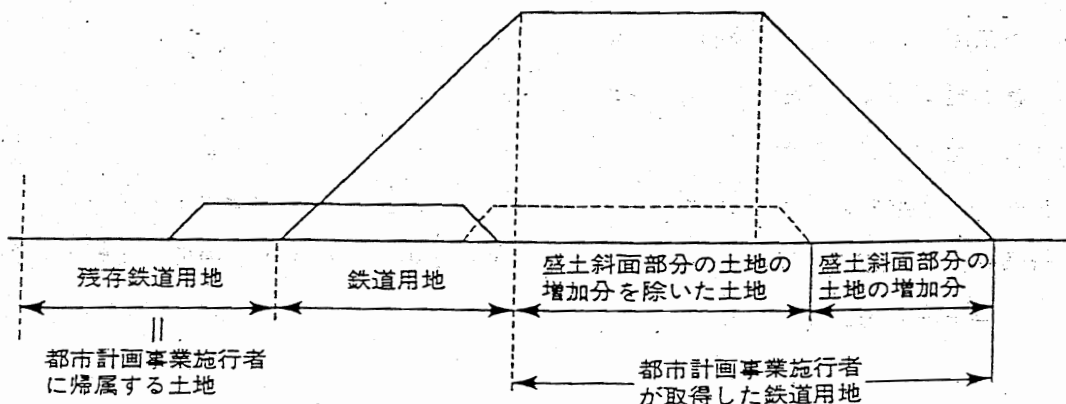 残存鉄道用地
鉄道用地
盛土斜面部分の土地の
増加分を除いた土地
盛土斜面部分の
土地の増加分
||
都市計画事業施行者
に帰属する土地
都市計画事業施行者
が取得した鉄道用地